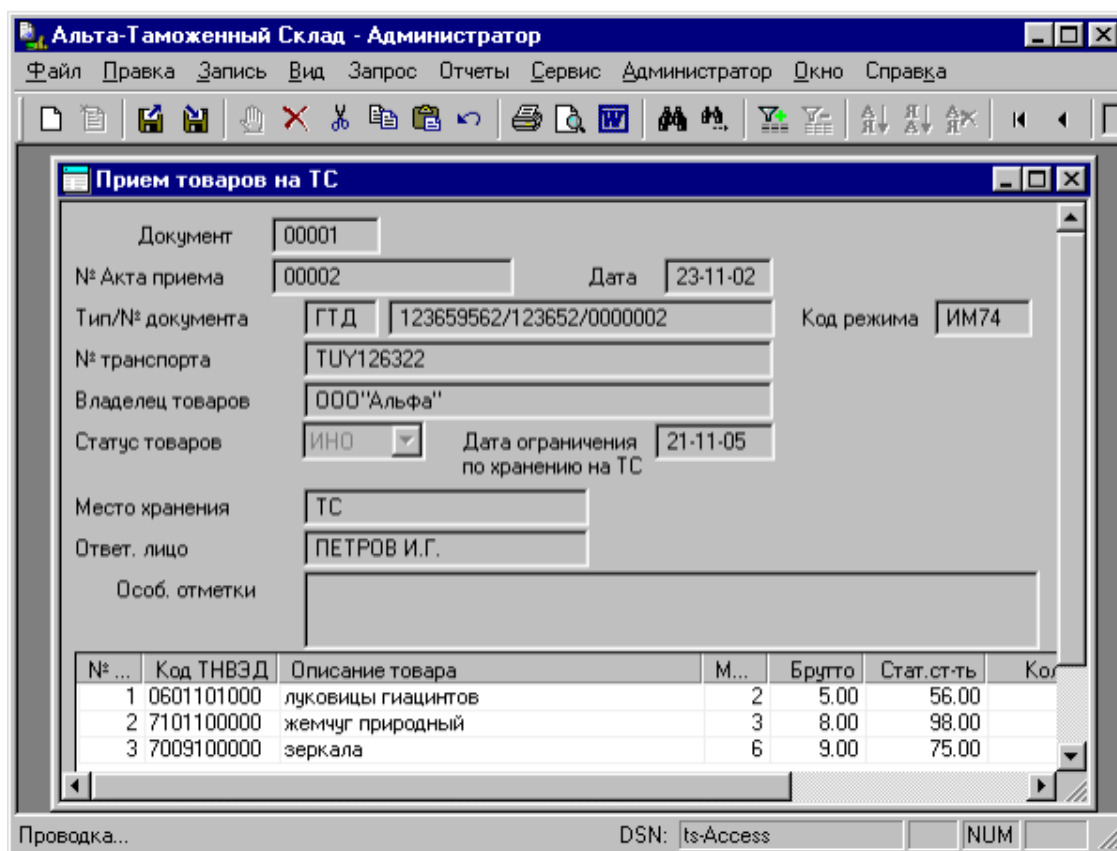 Альта-Таможенный Склад - Администратор
Файл Правка Запись Вид Запрос Отчеты Сервис Администратор Окно Справка
Прием товаров на ТС
Документ 00001
№ Акта приема 00002 Дата 23-11-02
Тип/№ документа ГТД 123659562/123652/0000002 Код режима ИМ74
№ транспорта TUY126322
Владелец товаров ООО"Альфа"
Статус товаров ИНО Дата ограничения 21-11-05
по хранению на ТС
Место хранения ТС
Ответ. лицо ПЕТРОВ И.Г.
Особ. отметки
№ ... Код ТНВЭД Описание товара М... Брутто Стат.ст-ть Кол
1 0601101000 луковицы гиацинтов 2 5.00 56.00
2 7101100000 жемчуг природный 3 8.00 98.00
3 7009100000 зеркала 6 9.00 75.00
Проводка... DSN: ts-Access NUM